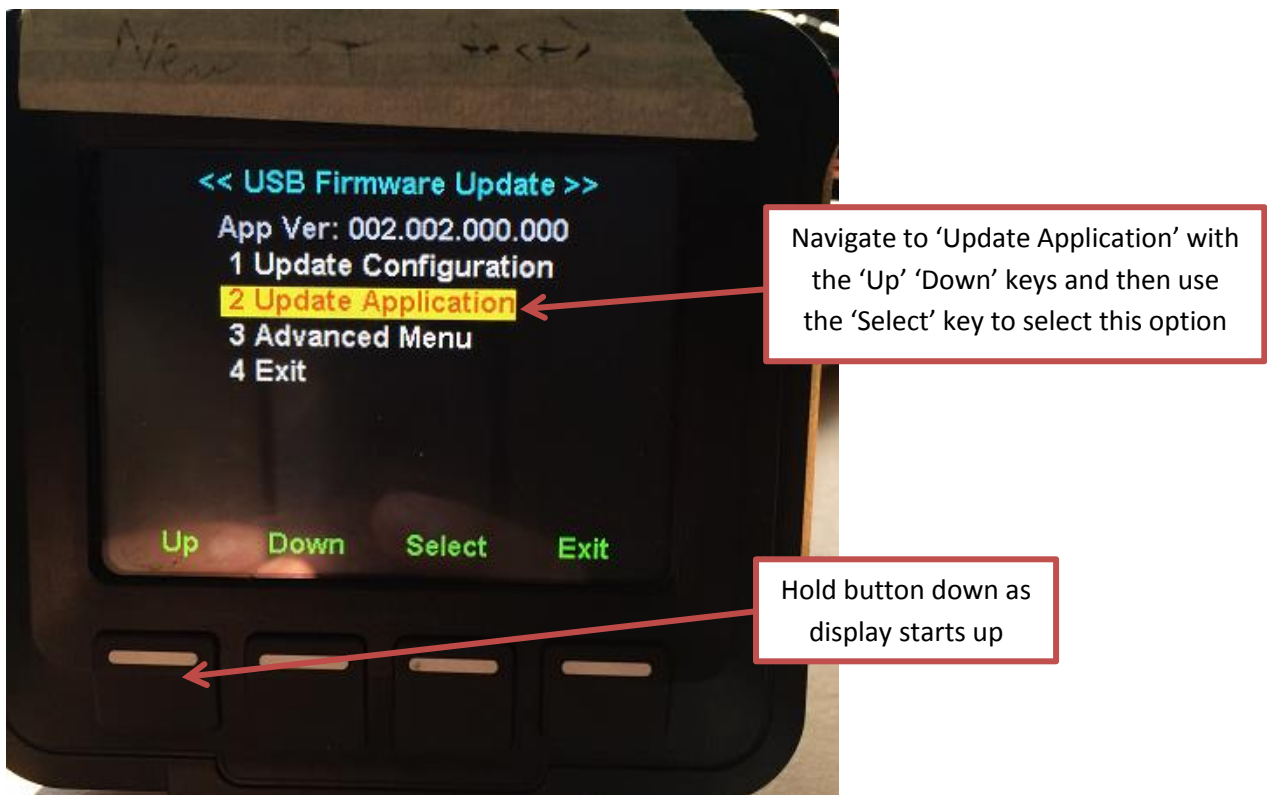 New
<< USB Firmware Update >>
App Ver: 002.002.000.000
1 Update Configuration
2 Update Application
3 Advanced Menu
4 Exit
Up Down Select Exit
Navigate to ‘Update Application’ with
the ‘Up’ ‘Down’ keys and then use
the ‘Select’ key to select this option
Hold button down as
display starts up